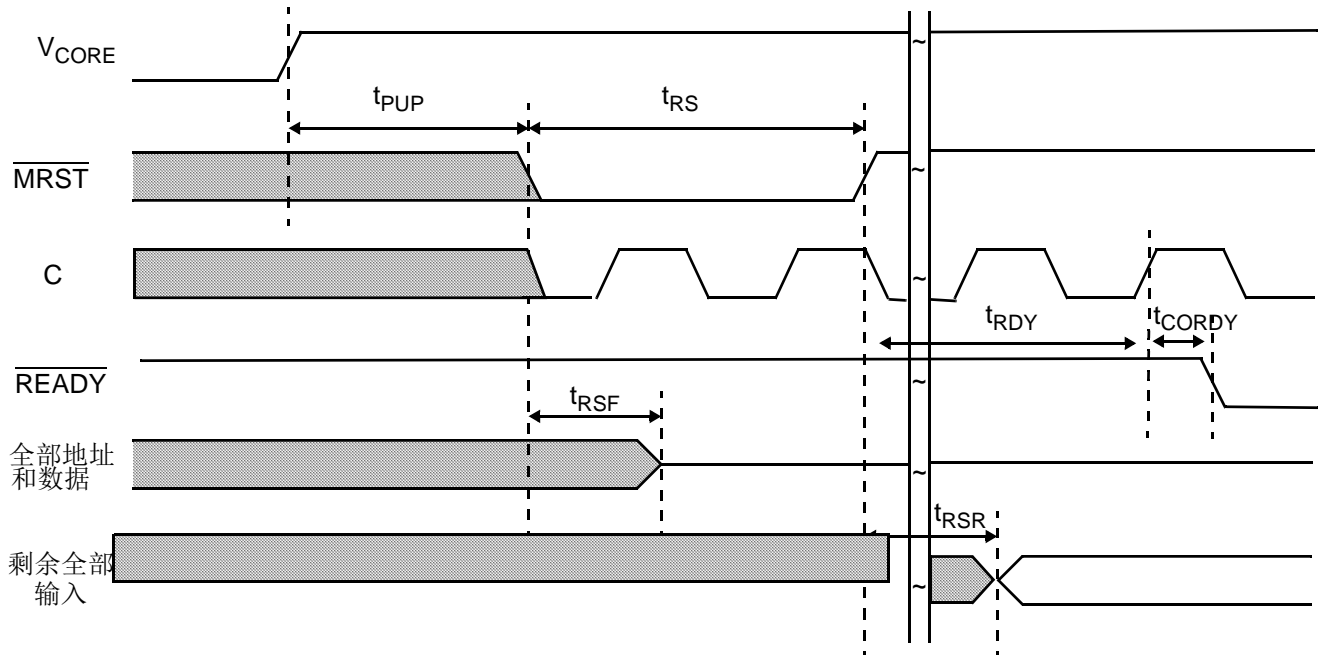 VCORE
tPUP
tRS
MRST
C
tRDY
tCORDY
READY
tRSF
全部地址
和数据
tRSR
剩余全部
输入
~
~
~
~
~
~